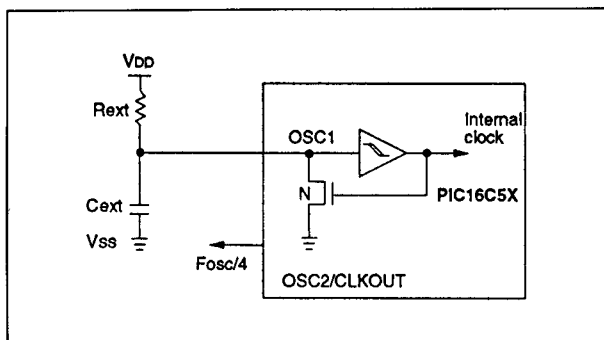 VDD
Rext
Cext
VSS
OSC1
Internal
clock
N
PIC16C5X
Fosc/4
OSC2/CLKOUT